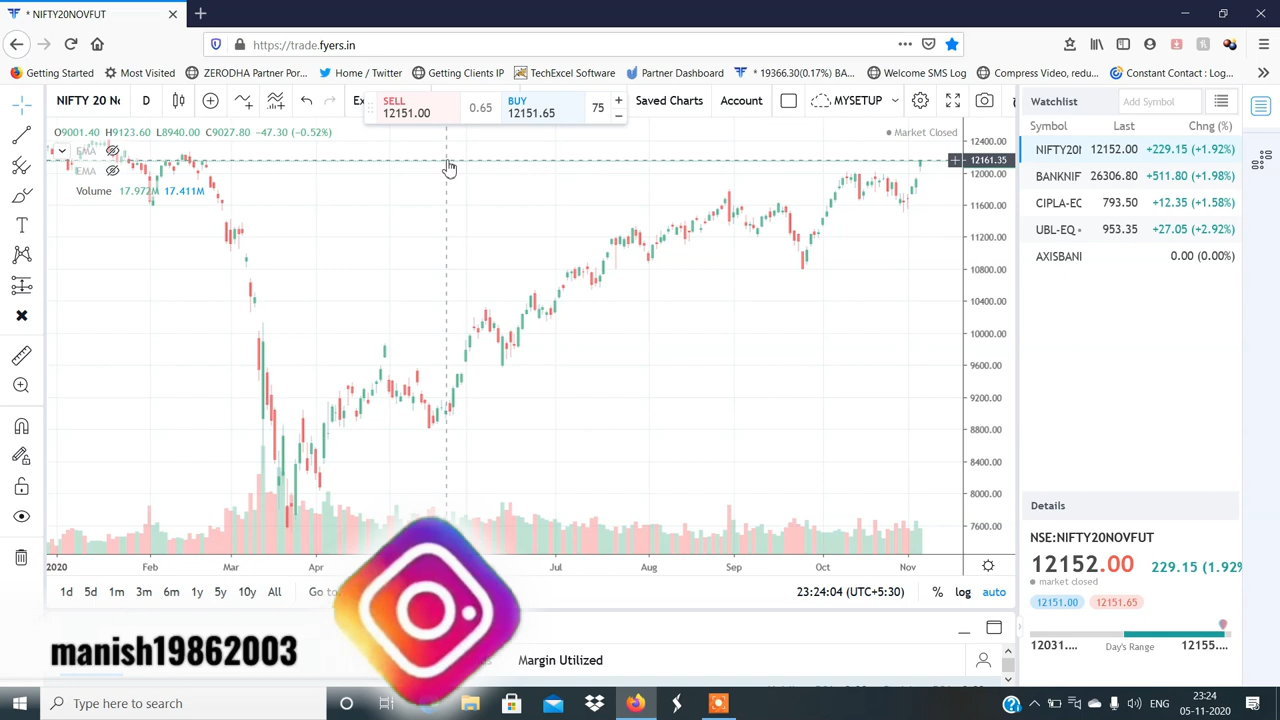 * NIFTY20NOVFUT
https://trade.fyers.in
Getting Started
Most Visited
ZERODHA Partner Por...
Home / Twitter
Getting Clients IP
TechExcel Software
Partner Dashboard
* 19366.30(0.17%) BA...
Welcome SMS Log
Compress Video, redu...
Constant Contact : Log...
NIFTY 20 No
D
SELL
12151.00
0.65
BUY
12151.65
75
Saved Charts
Account
MYSETUP
O9001.40 H9123.60 L8940.00 C9027.80 -47.30 (-0.52%)
Market Closed
EMA
EMA
Volume 17.972M 17.411M
12400.00
12161.35
12000.00
11600.00
11200.00
10800.00
10400.00
10000.00
9600.00
9200.00
8800.00
8400.00
8000.00
7600.00
2020
Feb
Mar
Apr
Jul
Aug
Sep
Oct
Nov
1d 5d 1m 3m 6m 1y 5y 10y All Go to
23:24:04 (UTC+5:30)
% log auto
Watchlist
Add Symbol
Symbol Last Chng (%)
NIFTY20I 12152.00 +229.15 (+1.92%)
BANKNIF 26306.80 +511.80 (+1.98%)
CIPLA-EC 793.50 +12.35 (+1.58%)
UBL-EQ 953.35 +27.05 (+2.92%)
AXISBANI 0.00 (0.00%)
Details
NSE:NIFTY20NOVFUT
12152.00 229.15 (1.92%
market closed
12151.00 12151.65
12031.... Day's Range 12155....
manish19862003
Margin Utilized
Type here to search
ENG
23:24
05-11-2020